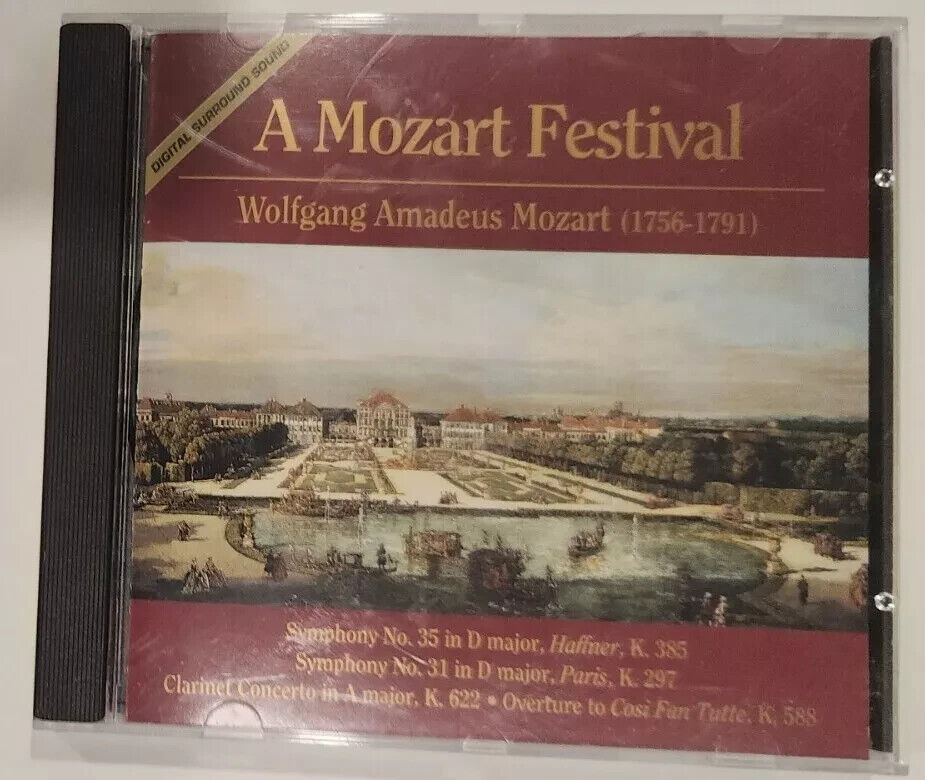 DIGITAL SURROUND SOUND
A Mozart Festival
Wolfgang Amadeus Mozart (1756-1791)
Symphony No. 35 in D major, Haffner, K. 385
Symphony No. 31 in D major, Paris, K. 297
Clarinet Concerto in A major, K. 622 • Overture to Cosi Fan Tutte, K. 588